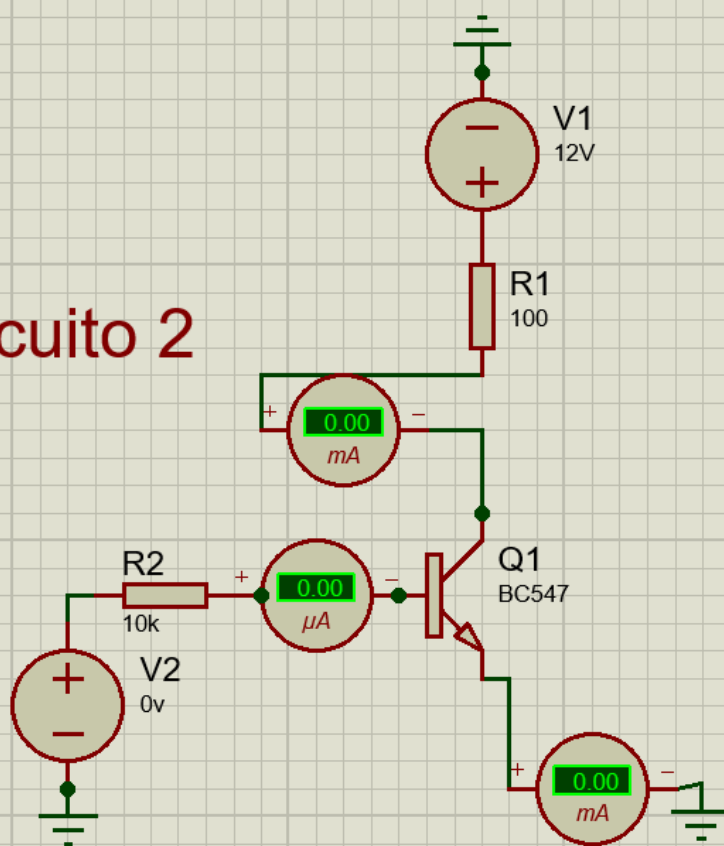 V1
12V
R1
100
cuito 2
+
−
0.00
mA
R2
10k
+
−
0.00
µA
Q1
BC547
V2
0v
+
−
0.00
mA